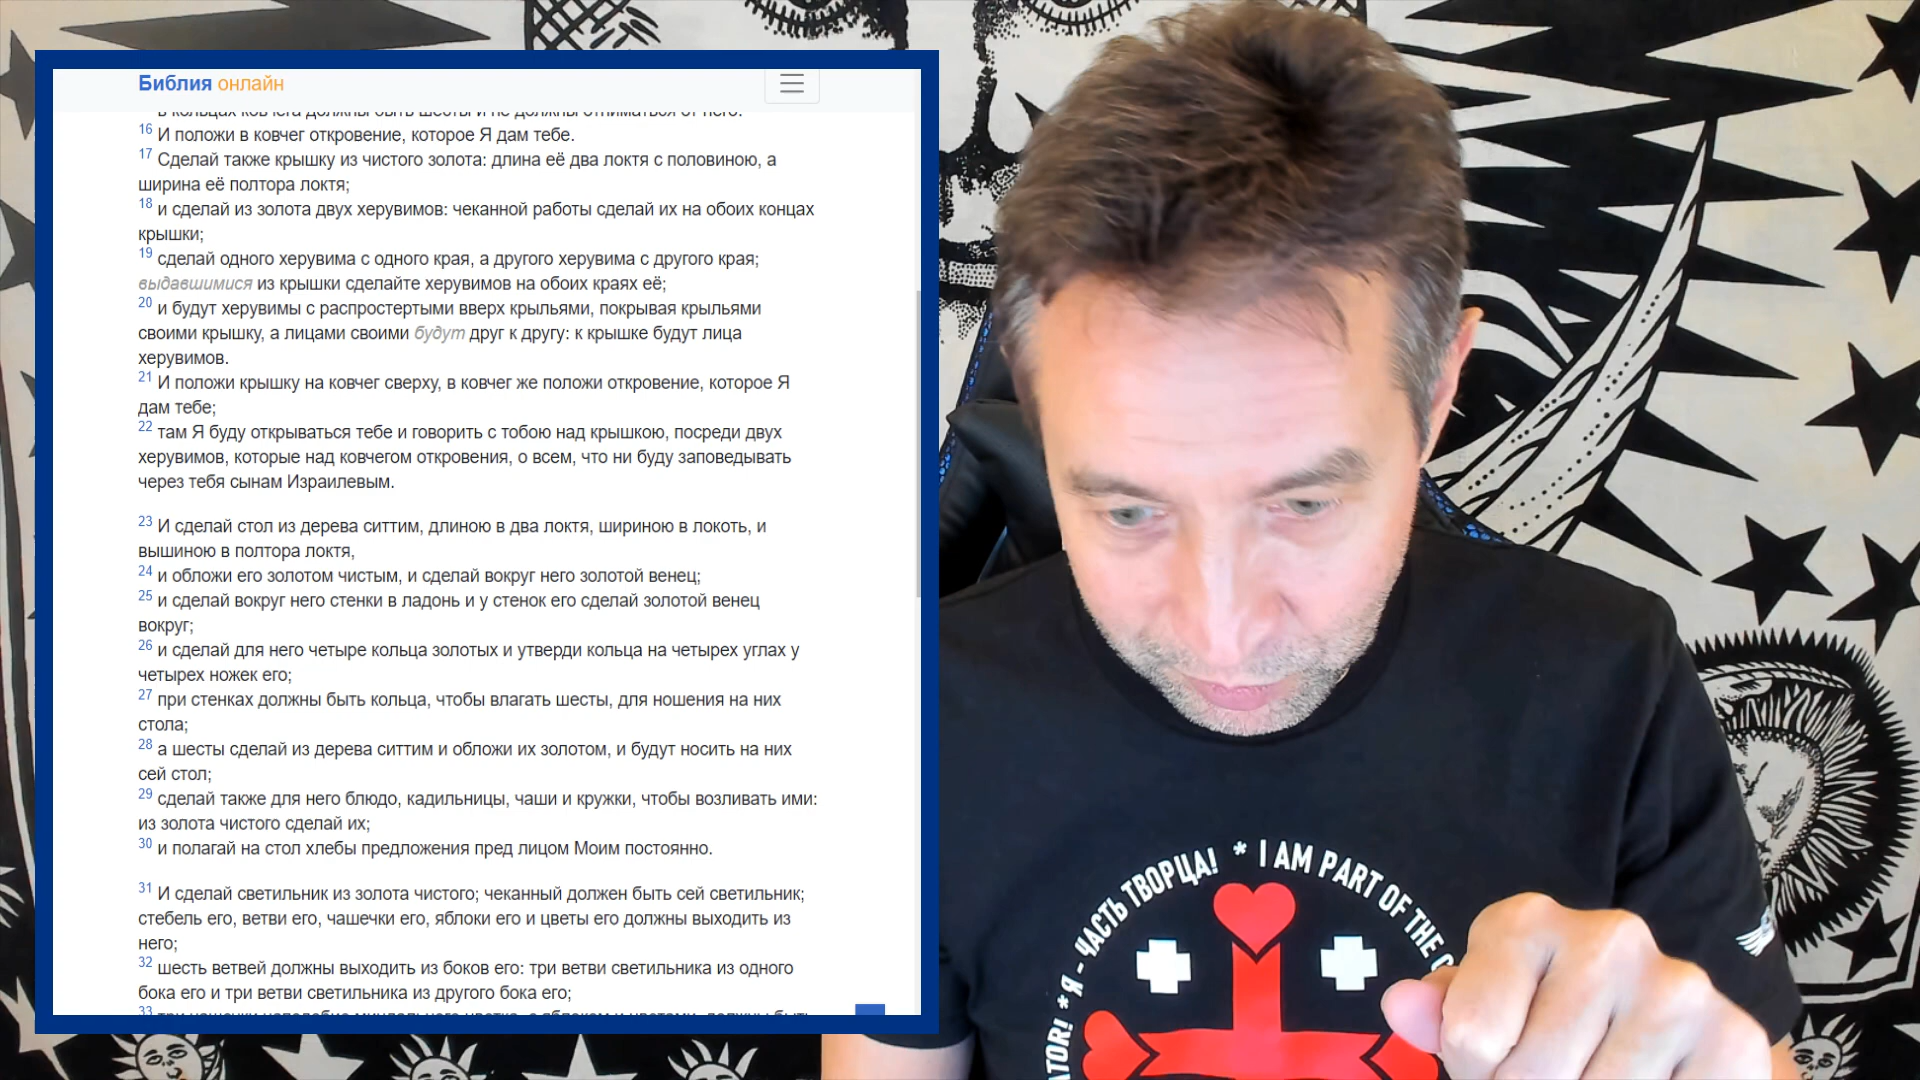 Библия онлайн
в кольцах ковчега должны быть шесты и не должны отниматься от него.
16 И положи в ковчег откровение, которое Я дам тебе.
17 Сделай также крышку из чистого золота: длина её два локтя с половиною, а
ширина её полтора локтя;
18 и сделай из золота двух херувимов: чеканной работы сделай их на обоих концах
крышки;
19 сделай одного херувима с одного края, а другого херувима с другого края;
выдавшимися из крышки сделайте херувимов на обоих краях её;
20 и будут херувимы с распростертыми вверх крыльями, покрывая крыльями
своими крышку, а лицами своими будут друг к другу: к крышке будут лица
херувимов.
21 И положи крышку на ковчег сверху, в ковчег же положи откровение, которое Я
дам тебе;
22 там Я буду открываться тебе и говорить с тобою над крышкою, посреди двух
херувимов, которые над ковчегом откровения, о всем, что ни буду заповедывать
через тебя сынам Израилевым.
23 И сделай стол из дерева ситтим, длиною в два локтя, шириною в локоть, и
вышиною в полтора локтя,
24 и обложи его золотом чистым, и сделай вокруг него золотой венец;
25 и сделай вокруг него стенки в ладонь и у стенок его сделай золотой венец
вокруг;
26 и сделай для него четыре кольца золотых и утверди кольца на четырех углах у
четырех ножек его;
27 при стенках должны быть кольца, чтобы влагать шесты, для ношения на них
стола;
28 а шесты сделай из дерева ситтим и обложи их золотом, и будут носить на них
сей стол;
29 сделай также для него блюдо, кадильницы, чаши и кружки, чтобы возливать ими:
из золота чистого сделай их;
30 и полагай на стол хлебы предложения пред лицом Моим постоянно.
31 И сделай светильник из золота чистого; чеканный должен быть сей светильник;
стебель его, ветви его, чашечки его, яблоки его и цветы его должны выходить из
него;
32 шесть ветвей должны выходить из боков его: три ветви светильника из одного
бока его и три ветви светильника из другого бока его;
33
* Я - ЧАСТЬ ТВОРЦА! * I AM PART OF THE